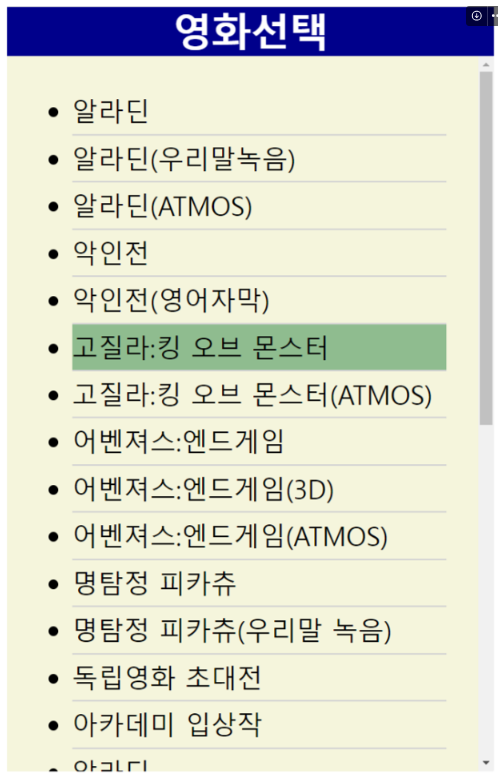 영화선택
알라딘
알라딘(우리말녹음)
알라딘(ATMOS)
악인전
악인전(영어자막)
고질라:킹 오브 몬스터
고질라:킹 오브 몬스터(ATMOS)
어벤져스:엔드게임
어벤져스:엔드게임(3D)
어벤져스:엔드게임(ATMOS)
명탐정 피카츄
명탐정 피카츄(우리말 녹음)
독립영화 초대전
아카데미 입상작
알라딘